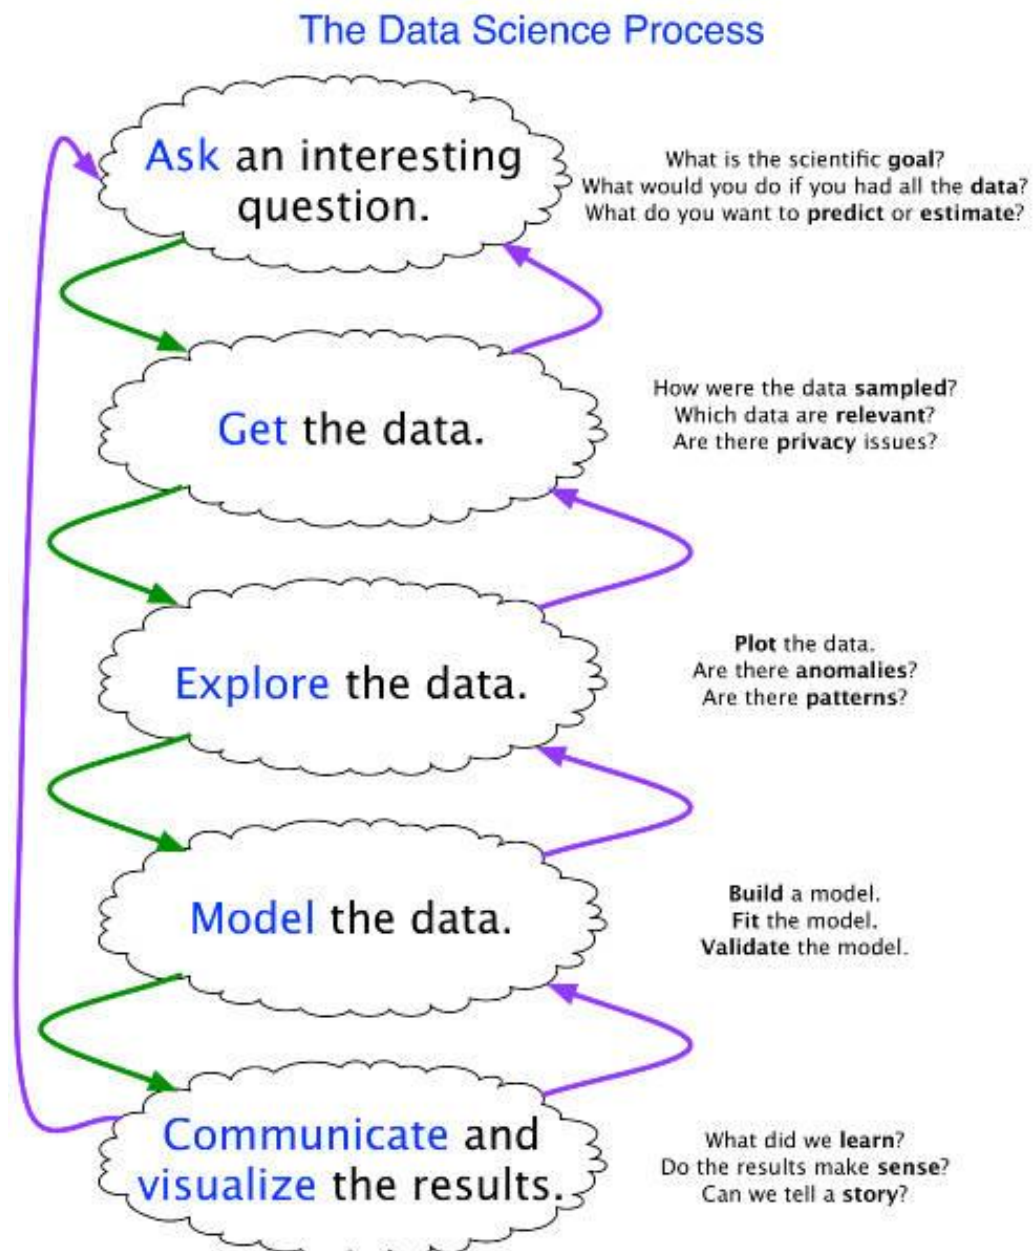 The Data Science Process
Ask an interesting
question.
What is the scientific goal?
What would you do if you had all the data?
What do you want to predict or estimate?
Get the data.
How were the data sampled?
Which data are relevant?
Are there privacy issues?
Explore the data.
Plot the data.
Are there anomalies?
Are there patterns?
Model the data.
Build a model.
Fit the model.
Validate the model.
Communicate and
visualize the results.
What did we learn?
Do the results make sense?
Can we tell a story?